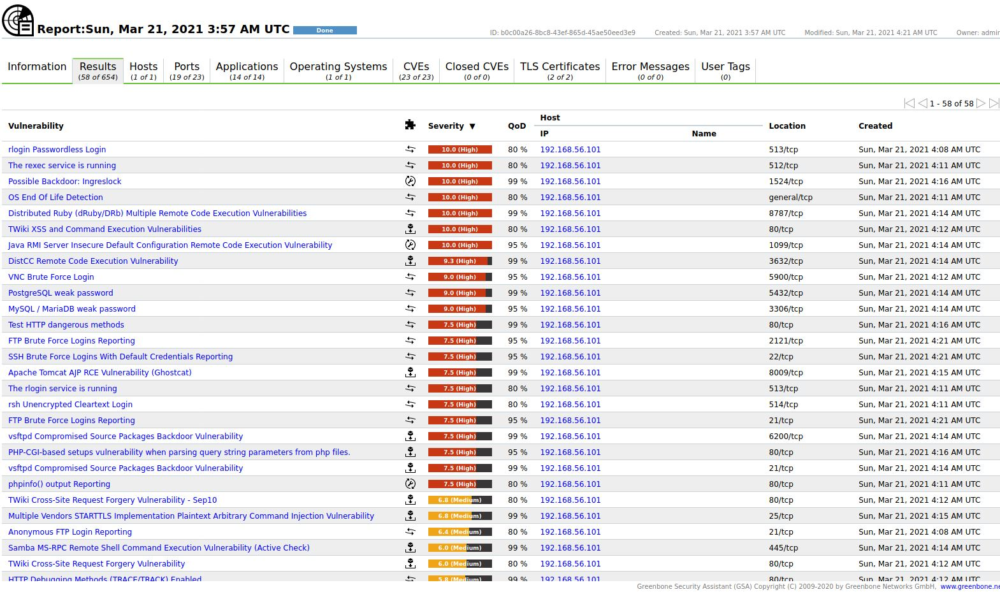 Report:Sun, Mar 21, 2021 3:57 AM UTC Done ID: b0c00a26-8bc8-43ef-865d-45ae50eed3e9 Created: Sun, Mar 21, 2021 3:57 AM UTC Modified: Sun, Mar 21, 2021 4:21 AM UTC Owner: admin
Information Results Hosts Ports Applications Operating Systems CVEs Closed CVEs TLS Certificates Error Messages User Tags
(58 of 654) (1 of 1) (19 of 23) (14 of 14) (1 of 1) (23 of 23) (0 of 0) (2 of 2) (0 of 0) (0)
1 - 58 of 58
Vulnerability Severity ▼ QoD Host Location Created
IP Name
rlogin Passwordless Login 10.0 (High) 80 % 192.168.56.101 513/tcp Sun, Mar 21, 2021 4:08 AM UTC
The rexec service is running 10.0 (High) 80 % 192.168.56.101 512/tcp Sun, Mar 21, 2021 4:11 AM UTC
Possible Backdoor: Ingreslock 10.0 (High) 99 % 192.168.56.101 1524/tcp Sun, Mar 21, 2021 4:16 AM UTC
OS End Of Life Detection 10.0 (High) 80 % 192.168.56.101 general/tcp Sun, Mar 21, 2021 4:11 AM UTC
Distributed Ruby (dRuby/DRb) Multiple Remote Code Execution Vulnerabilities 10.0 (High) 99 % 192.168.56.101 8787/tcp Sun, Mar 21, 2021 4:14 AM UTC
TWiki XSS and Command Execution Vulnerabilities 10.0 (High) 80 % 192.168.56.101 80/tcp Sun, Mar 21, 2021 4:12 AM UTC
Java RMI Server Insecure Default Configuration Remote Code Execution Vulnerability 10.0 (High) 95 % 192.168.56.101 1099/tcp Sun, Mar 21, 2021 4:14 AM UTC
DistCC Remote Code Execution Vulnerability 9.3 (High) 99 % 192.168.56.101 3632/tcp Sun, Mar 21, 2021 4:14 AM UTC
VNC Brute Force Login 9.0 (High) 95 % 192.168.56.101 5900/tcp Sun, Mar 21, 2021 4:12 AM UTC
PostgreSQL weak password 9.0 (High) 99 % 192.168.56.101 5432/tcp Sun, Mar 21, 2021 4:14 AM UTC
MySQL / MariaDB weak password 9.0 (High) 95 % 192.168.56.101 3306/tcp Sun, Mar 21, 2021 4:14 AM UTC
Test HTTP dangerous methods 7.5 (High) 99 % 192.168.56.101 80/tcp Sun, Mar 21, 2021 4:16 AM UTC
FTP Brute Force Logins Reporting 7.5 (High) 95 % 192.168.56.101 2121/tcp Sun, Mar 21, 2021 4:21 AM UTC
SSH Brute Force Logins With Default Credentials Reporting 7.5 (High) 95 % 192.168.56.101 22/tcp Sun, Mar 21, 2021 4:21 AM UTC
Apache Tomcat AJP RCE Vulnerability (Ghostcat) 7.5 (High) 99 % 192.168.56.101 8009/tcp Sun, Mar 21, 2021 4:15 AM UTC
The rlogin service is running 7.5 (High) 80 % 192.168.56.101 513/tcp Sun, Mar 21, 2021 4:11 AM UTC
rsh Unencrypted Cleartext Login 7.5 (High) 80 % 192.168.56.101 514/tcp Sun, Mar 21, 2021 4:11 AM UTC
FTP Brute Force Logins Reporting 7.5 (High) 95 % 192.168.56.101 21/tcp Sun, Mar 21, 2021 4:21 AM UTC
vsftpd Compromised Source Packages Backdoor Vulnerability 7.5 (High) 99 % 192.168.56.101 6200/tcp Sun, Mar 21, 2021 4:14 AM UTC
PHP-CGI-based setups vulnerability when parsing query string parameters from php files. 7.5 (High) 95 % 192.168.56.101 80/tcp Sun, Mar 21, 2021 4:16 AM UTC
vsftpd Compromised Source Packages Backdoor Vulnerability 7.5 (High) 99 % 192.168.56.101 21/tcp Sun, Mar 21, 2021 4:14 AM UTC
phpinfo() output Reporting 7.5 (High) 80 % 192.168.56.101 80/tcp Sun, Mar 21, 2021 4:11 AM UTC
TWiki Cross-Site Request Forgery Vulnerability - Sep10 6.8 (Medium) 80 % 192.168.56.101 80/tcp Sun, Mar 21, 2021 4:12 AM UTC
Multiple Vendors STARTTLS Implementation Plaintext Arbitrary Command Injection Vulnerability 6.8 (Medium) 99 % 192.168.56.101 25/tcp Sun, Mar 21, 2021 4:15 AM UTC
Anonymous FTP Login Reporting 6.4 (Medium) 80 % 192.168.56.101 21/tcp Sun, Mar 21, 2021 4:08 AM UTC
Samba MS-RPC Remote Shell Command Execution Vulnerability (Active Check) 6.0 (Medium) 99 % 192.168.56.101 445/tcp Sun, Mar 21, 2021 4:14 AM UTC
TWiki Cross-Site Request Forgery Vulnerability 6.0 (Medium) 80 % 192.168.56.101 80/tcp Sun, Mar 21, 2021 4:12 AM UTC
HTTP Debugging Methods (TRACE/TRACK) Enabled 5.8 (Medium) 99 % 192.168.56.101 80/tcp Sun, Mar 21, 2021 4:12 AM UTC
Greenbone Security Assistant (GSA) Copyright (C) 2009-2020 by Greenbone Networks GmbH, www.greenbone.ne